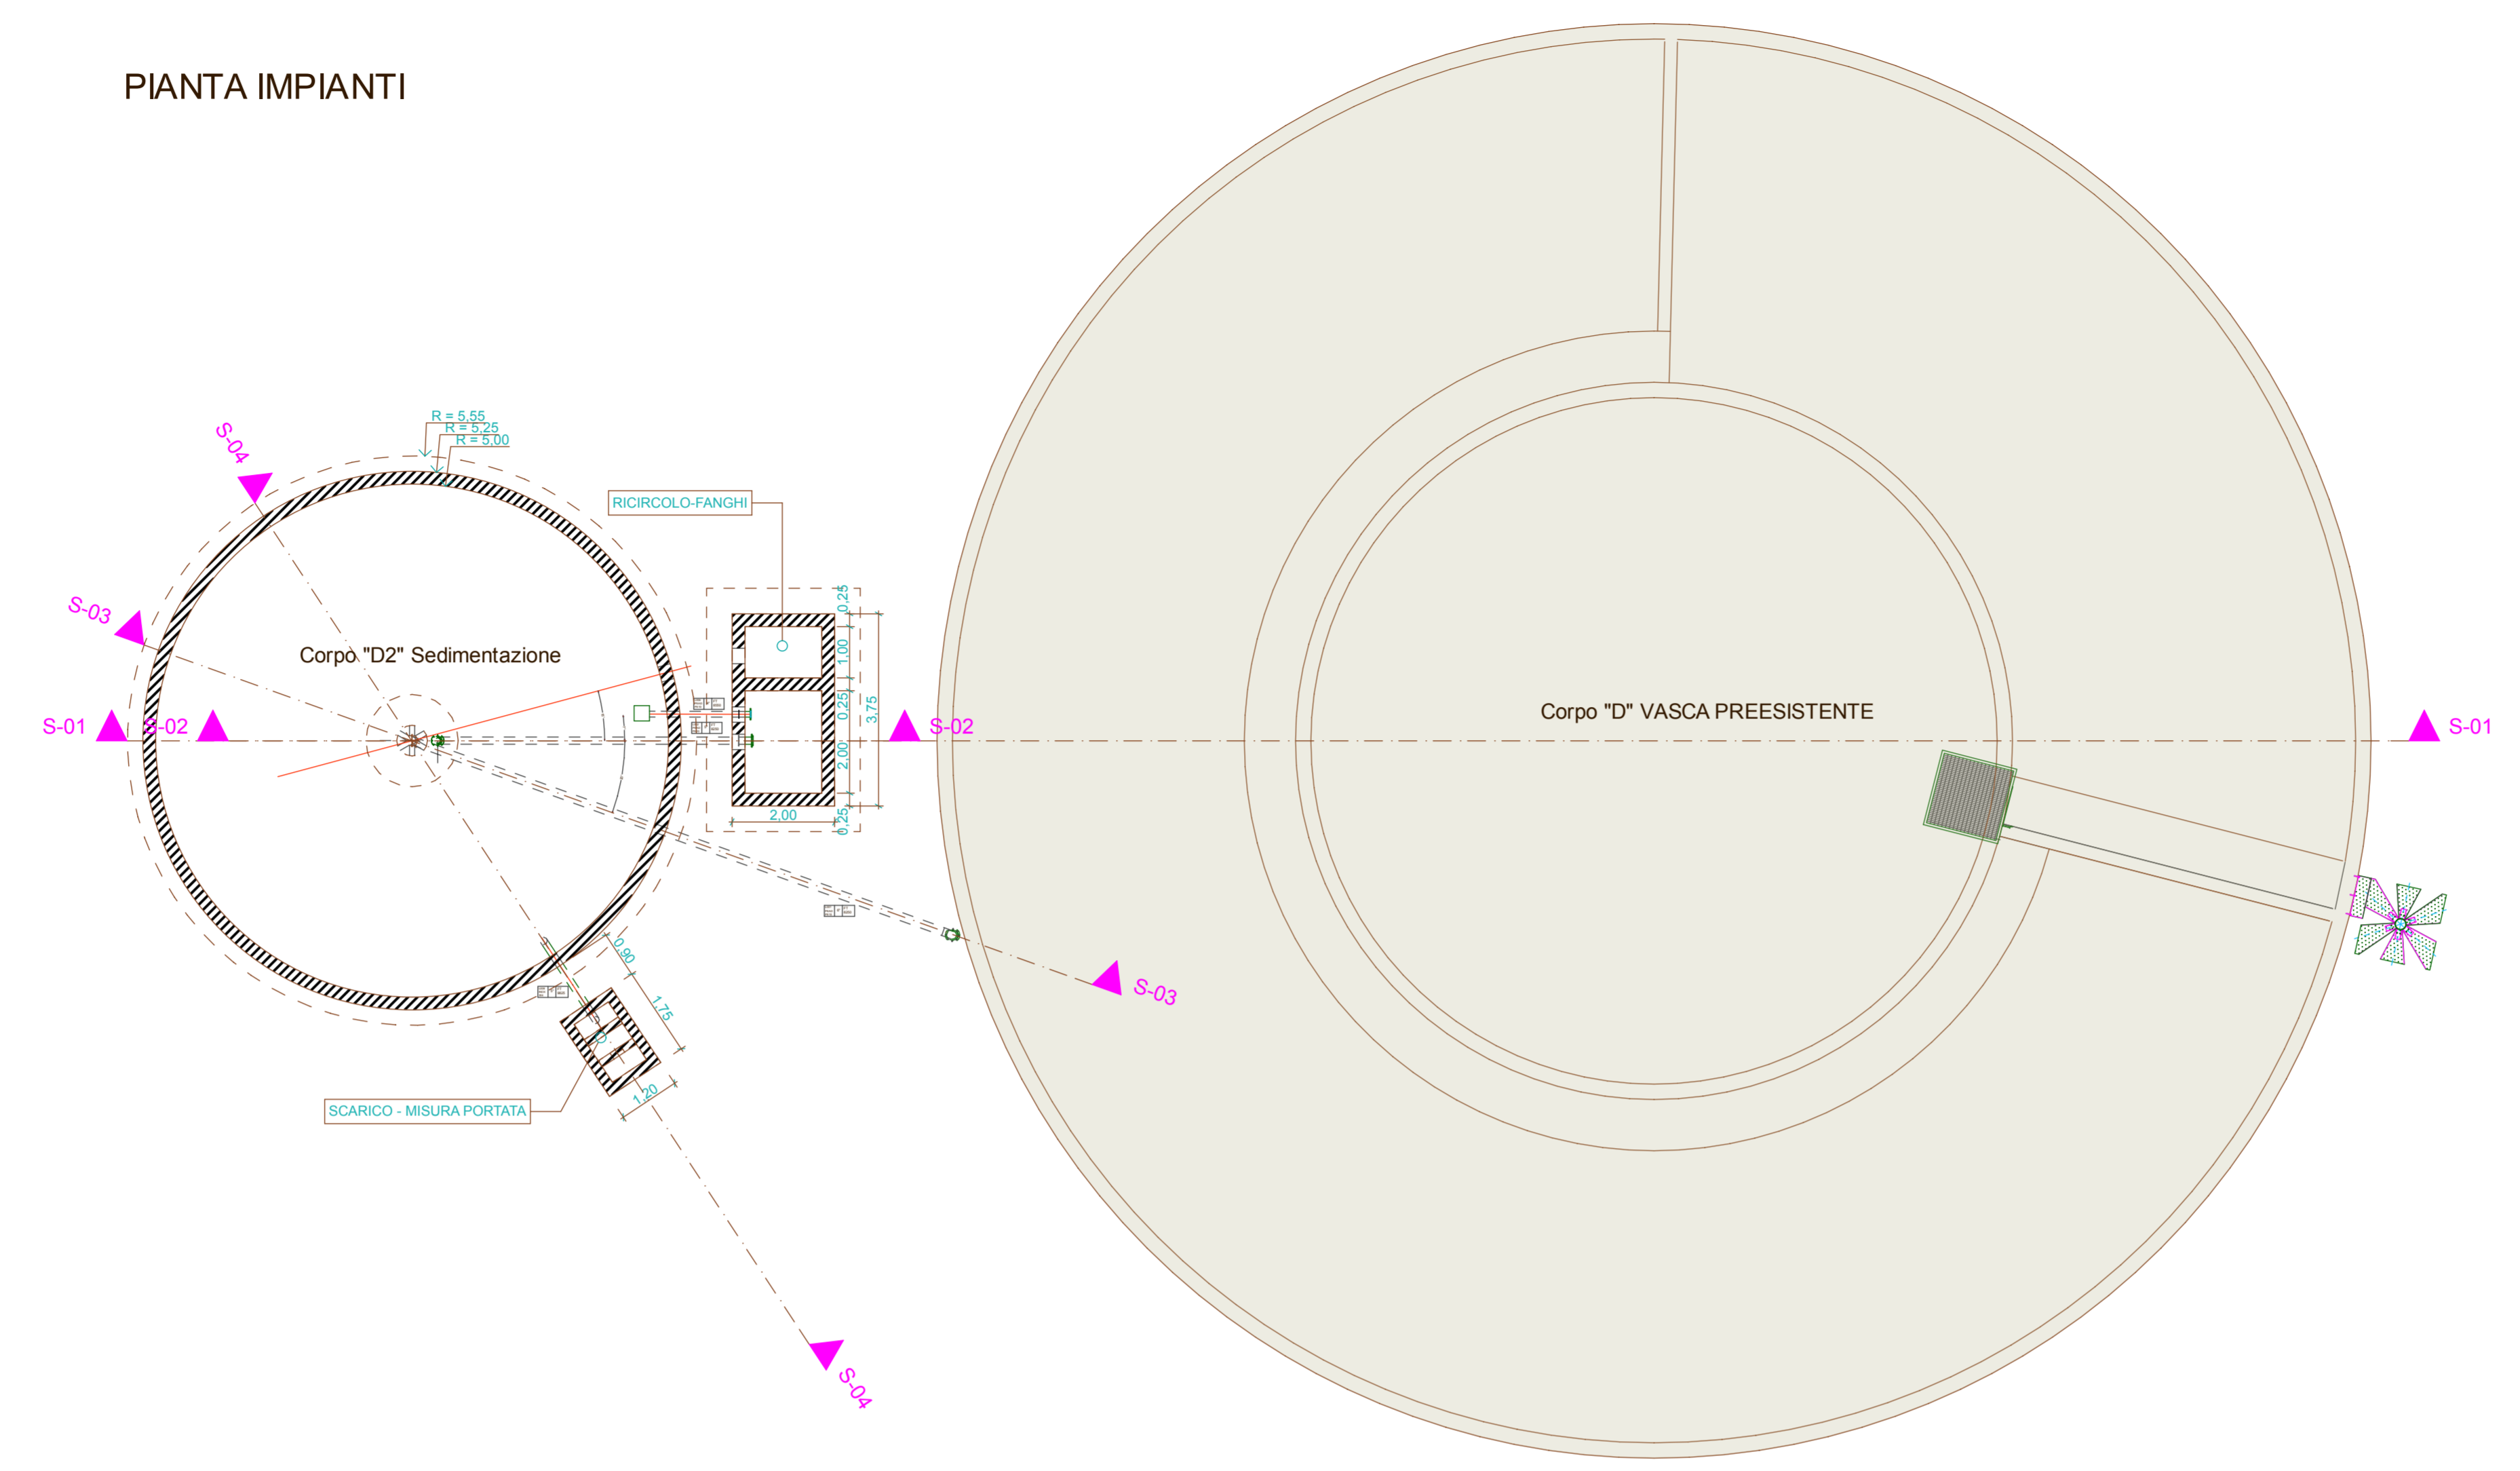 PIANTA IMPIANTI
R = 5,55
R = 5,25
R = 5,00
S-04
RICIRCOLO-FANGHI
S-03
Corpo "D2" Sedimentazione
0,25
1,00
0,25
3,75
2,00
0,25
2,00
S-01
S-02
S-02
Corpo "D" VASCA PREESISTENTE
S-01
S-03
0,90
1,75
1,20
SCARICO - MISURA PORTATA
S-04